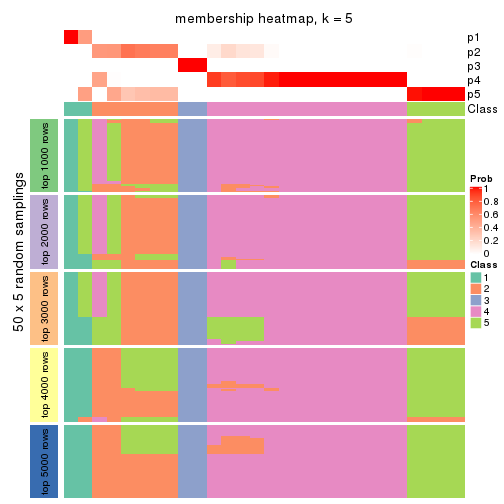 membership heatmap, k = 5
p1
p2
p3
p4
p5
Class
50 x 5 random samplings
top 1000 rows
top 2000 rows
top 3000 rows
top 4000 rows
top 5000 rows
Prob
1
0.8
0.6
0.4
0.2
0
Class
1
2
3
4
5